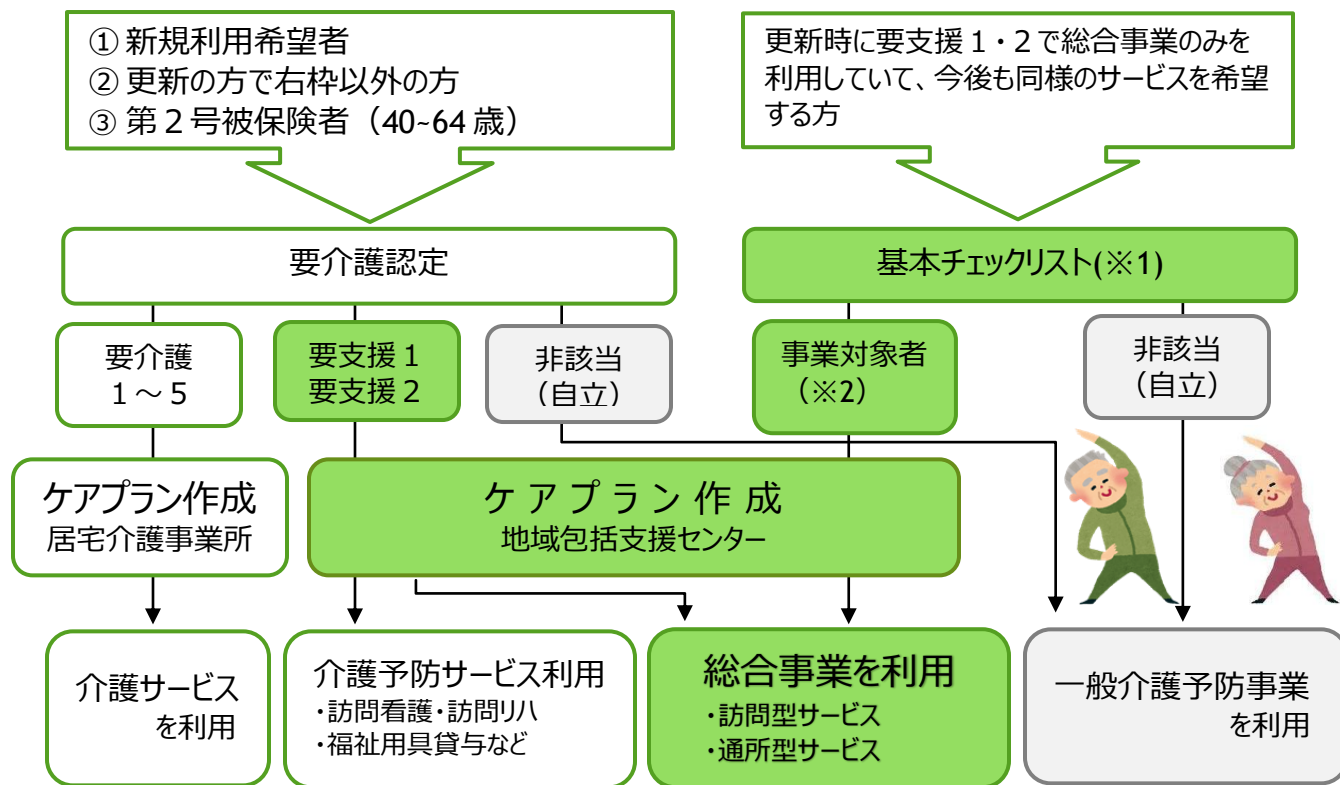 ① 新規利用希望者
② 更新の方で右枠以外の方
③ 第２号被保険者（40~64 歳）
更新時に要支援１・２で総合事業のみを
利用していて、今後も同様のサービスを希望
する方
要介護認定
基本チェックリスト(※1)
要介護
１～５
要支援１
要支援２
非該当
（自立）
事業対象者
（※2）
非該当
（自立）
ケアプラン作成
居宅介護事業所
ケ ア プ ラ ン 作 成
地域包括支援センター
介護サービス
を利用
介護予防サービス利用
・訪問看護・訪問リハ
・福祉用具貸与など
総合事業を利用
・訪問型サービス
・通所型サービス
一般介護予防事業
を利用